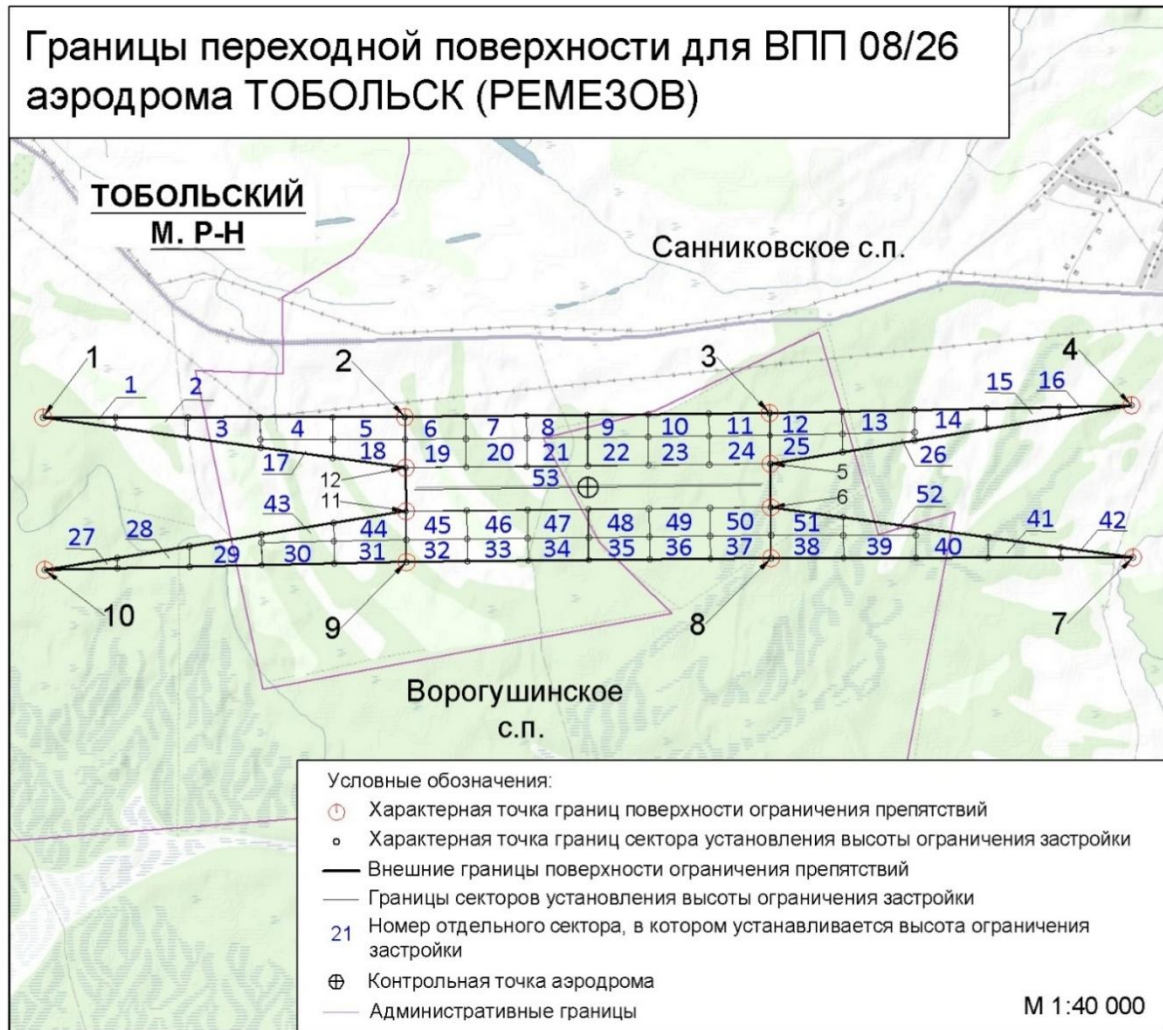 Границы переходной поверхности для ВПП 08/26
аэродрома ТОБОЛЬСК (РЕМЕЗОВ)
ТОБОЛЬСКИЙ
М. Р-Н
Санниковское с.п.
1 2 3 4
1 2 15 16
3 4 5 6 7 8 9 10 11 12 13 14
17 18 19 20 21 22 23 24 25 26
12 53 5
11 6
43 44 45 46 47 48 49 50 51 52
27 28 29 30 31 32 33 34 35 36 37 38 39 40 41 42
10 9 8 7
Ворогушинское
с.п.
Условные обозначения:
Характерная точка границ поверхности ограничения препятствий
Характерная точка границ сектора установления высоты ограничения застройки
Внешние границы поверхности ограничения препятствий
Границы секторов установления высоты ограничения застройки
21 Номер отдельного сектора, в котором устанавливается высота ограничения
застройки
Контрольная точка аэродрома
Административные границы
М 1:40 000